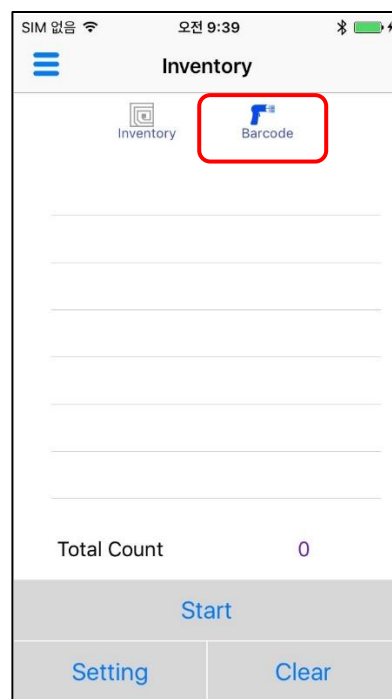 SIM 없음 오전 9:39
Inventory
Inventory Barcode
Total Count 0
Start
Setting Clear